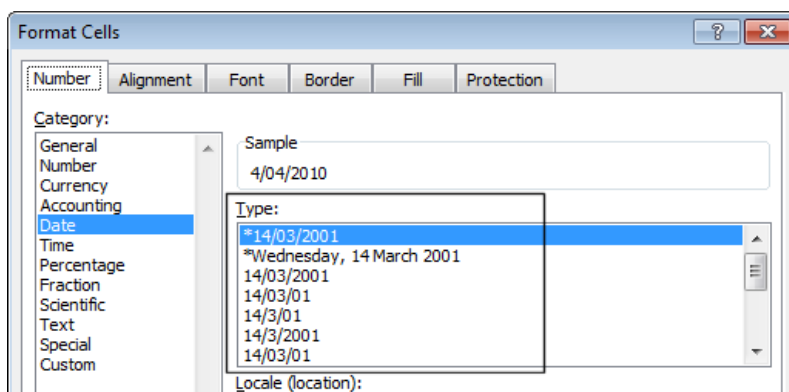 Format Cells
Number Alignment Font Border Fill Protection
Category:
General
Number
Currency
Accounting
Date
Time
Percentage
Fraction
Scientific
Text
Special
Custom
Sample
4/04/2010
Type:
*14/03/2001
*Wednesday, 14 March 2001
14/03/2001
14/03/01
14/3/01
14/3/2001
14/03/01
Locale (location):